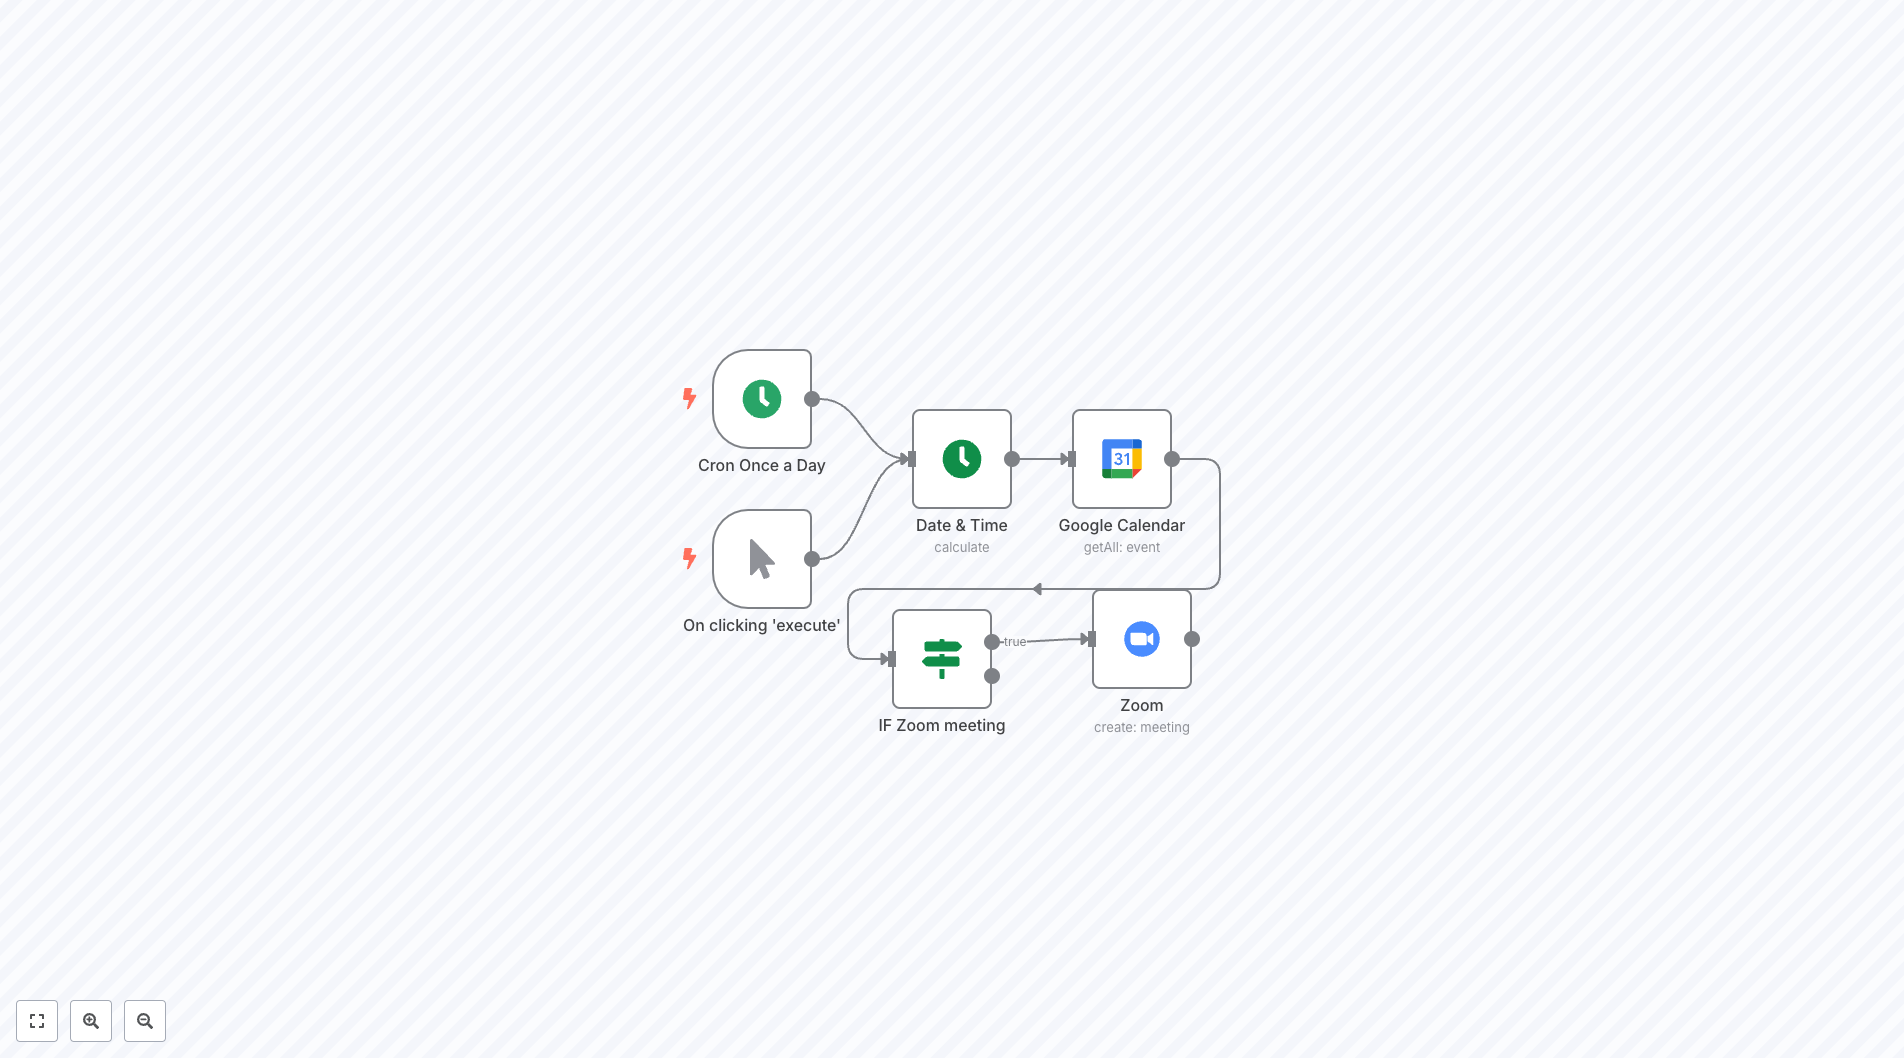 Cron Once a Day
Date & Time
calculate
31
Google Calendar
getAll: event
On clicking 'execute'
true
IF Zoom meeting
Zoom
create: meeting